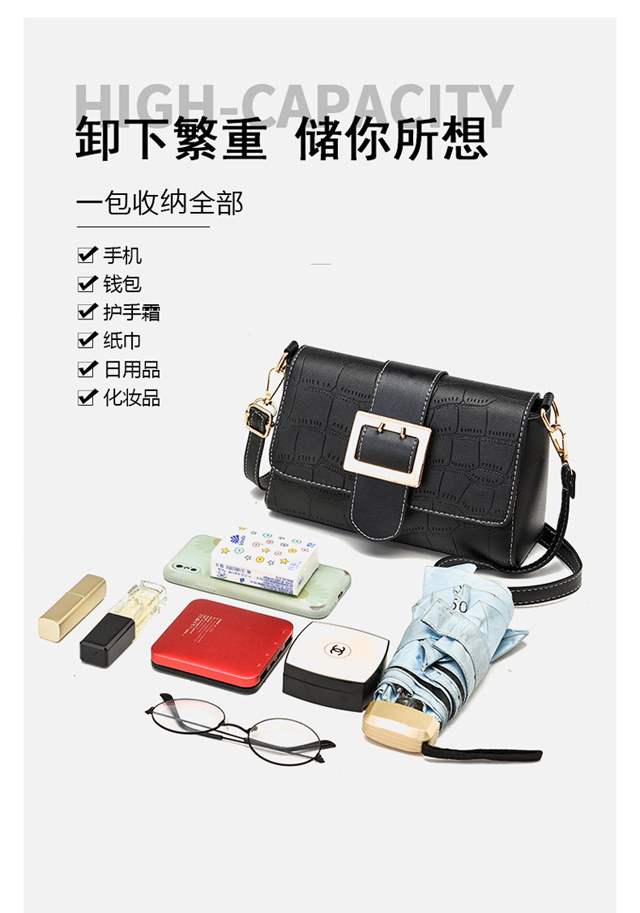 HIGH-CAPACITY
卸下繁重 储你所想
一包收纳全部
手机
钱包
护手霜
纸巾
日用品
化妆品